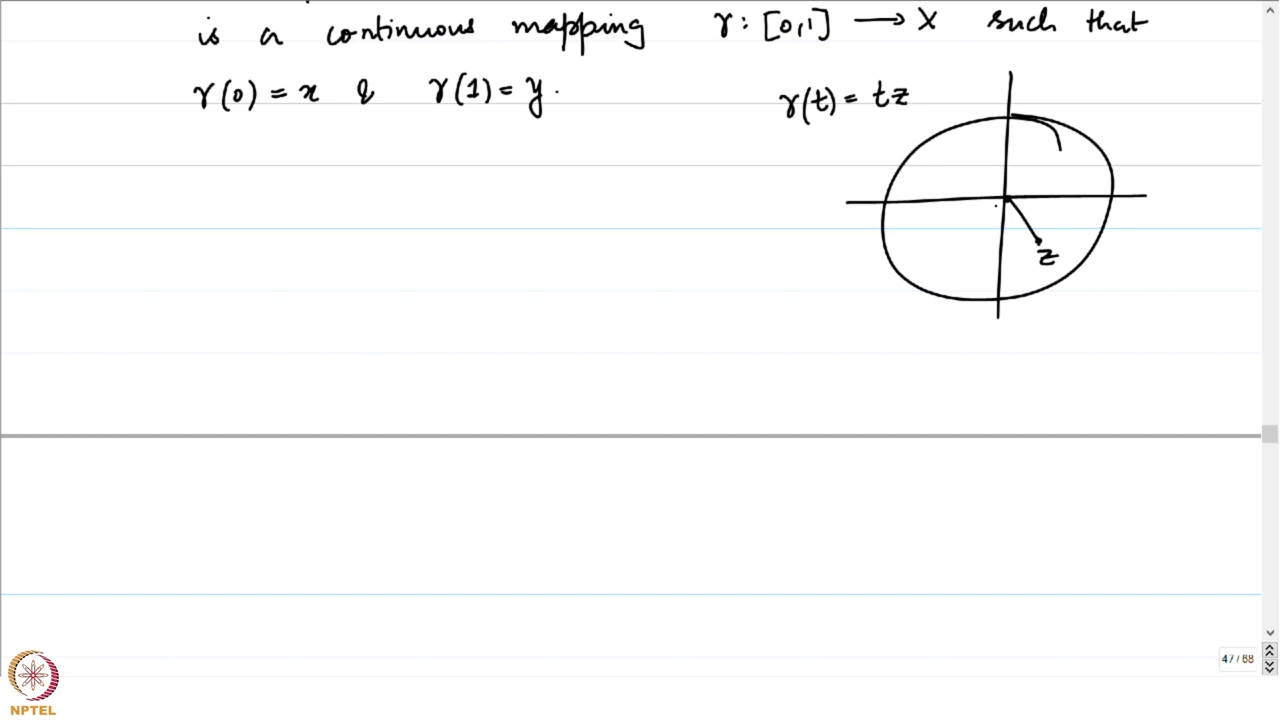 is a continuous mapping γ : [0,1] ⟶ X such that
γ(0) = x & γ(1) = y.
γ(t) = tz
z
47 / 68
NPTEL